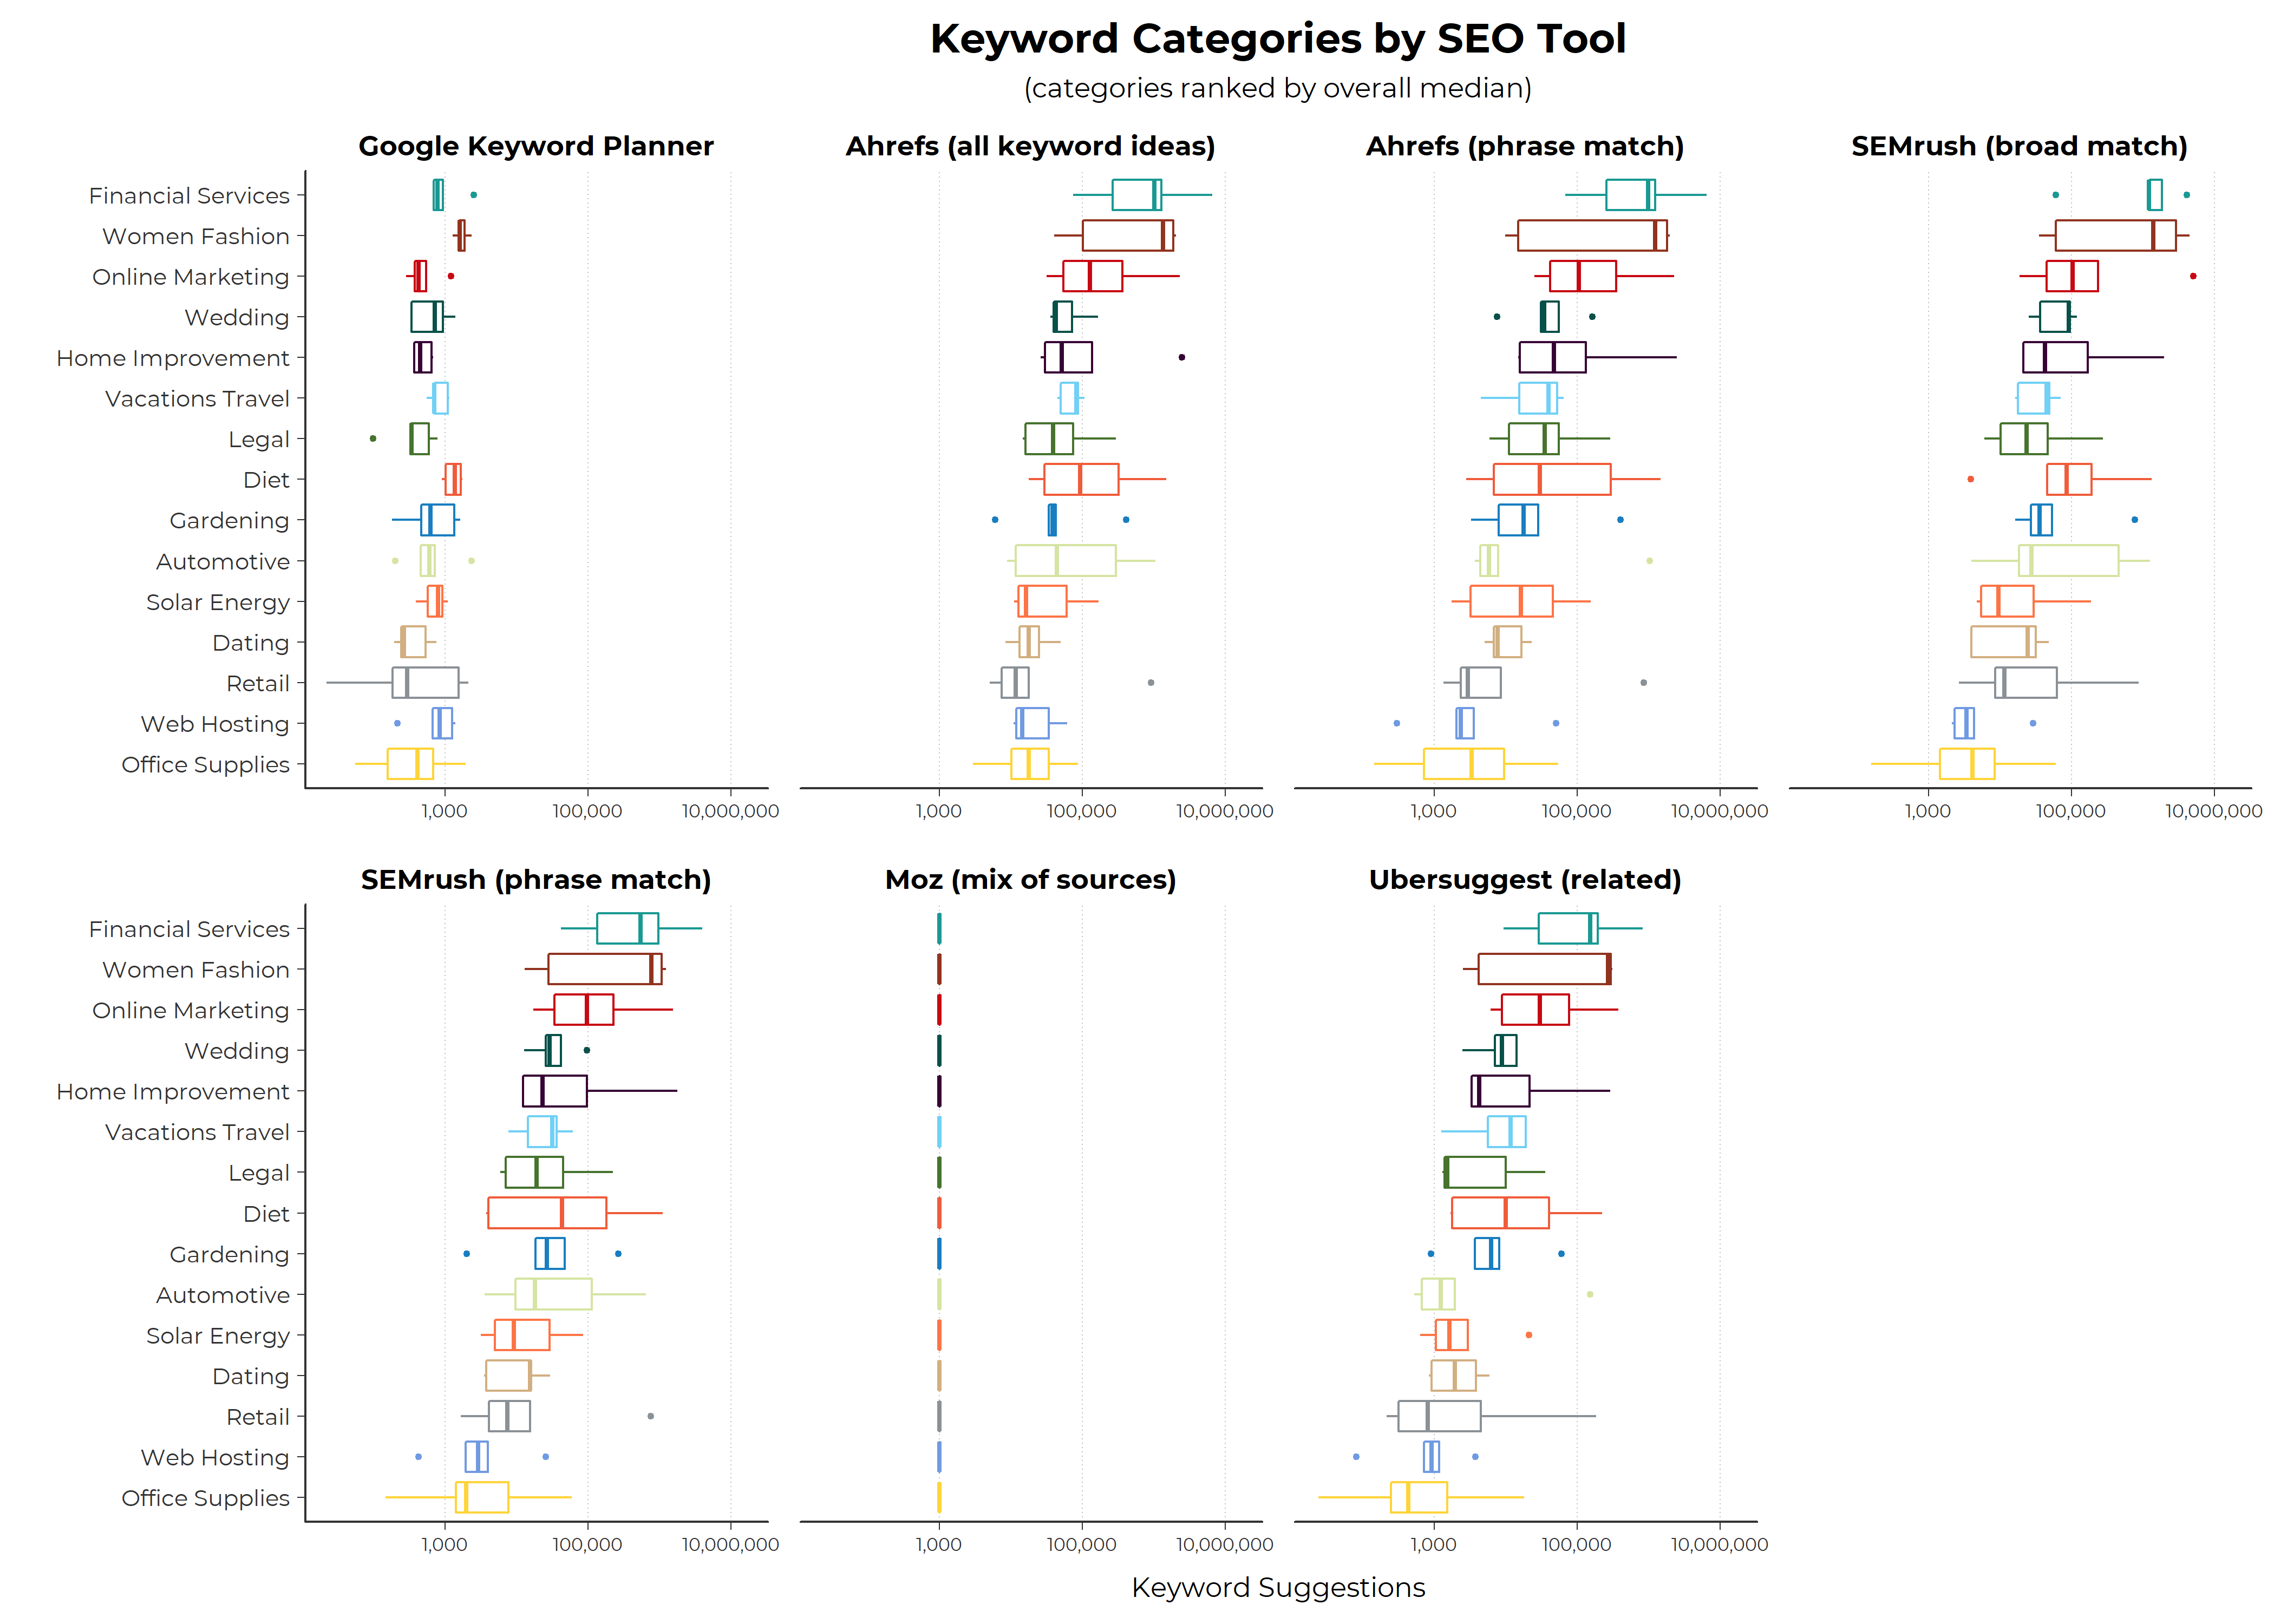 Keyword Categories by SEO Tool
(categories ranked by overall median)
Google Keyword Planner
Ahrefs (all keyword ideas)
Ahrefs (phrase match)
SEMrush (broad match)
Financial Services
Women Fashion
Online Marketing
Wedding
Home Improvement
Vacations Travel
Legal
Diet
Gardening
Automotive
Solar Energy
Dating
Retail
Web Hosting
Office Supplies
1,000 100,000 10,000,000
1,000 100,000 10,000,000
1,000 100,000 10,000,000
1,000 100,000 10,000,000
SEMrush (phrase match)
Moz (mix of sources)
Ubersuggest (related)
Financial Services
Women Fashion
Online Marketing
Wedding
Home Improvement
Vacations Travel
Legal
Diet
Gardening
Automotive
Solar Energy
Dating
Retail
Web Hosting
Office Supplies
1,000 100,000 10,000,000
1,000 100,000 10,000,000
1,000 100,000 10,000,000
Keyword Suggestions